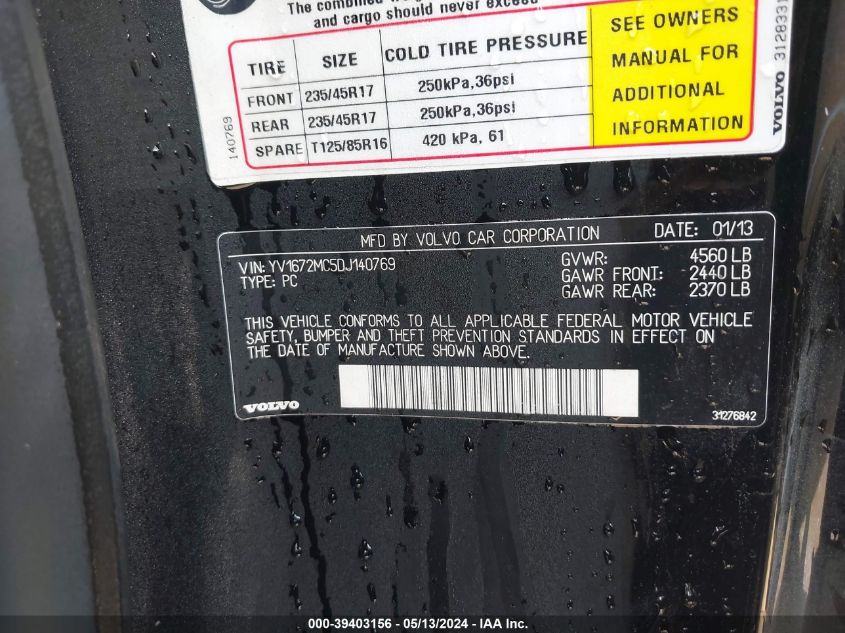 The combined
and cargo should never exceed
TIRE SIZE COLD TIRE PRESSURE
FRONT 235/45R17 250kPa,36psi
REAR 235/45R17 250kPa,36psi
SPARE T125/85R16 420 kPa, 61
SEE OWNERS
MANUAL FOR
ADDITIONAL
INFORMATION
140769
VOLVO
MFD BY VOLVO CAR CORPORATION DATE: 01/13
VIN: YV1672MC5DJ140769
TYPE: PC
GVWR: 4560 LB
GAWR FRONT: 2440 LB
GAWR REAR: 2370 LB
THIS VEHICLE CONFORMS TO ALL APPLICABLE FEDERAL MOTOR VEHICLE
SAFETY, BUMPER AND THEFT PREVENTION STANDARDS IN EFFECT ON
THE DATE OF MANUFACTURE SHOWN ABOVE.
VOLVO 31276842
000-39403156 - 05/13/2024 - IAA Inc.